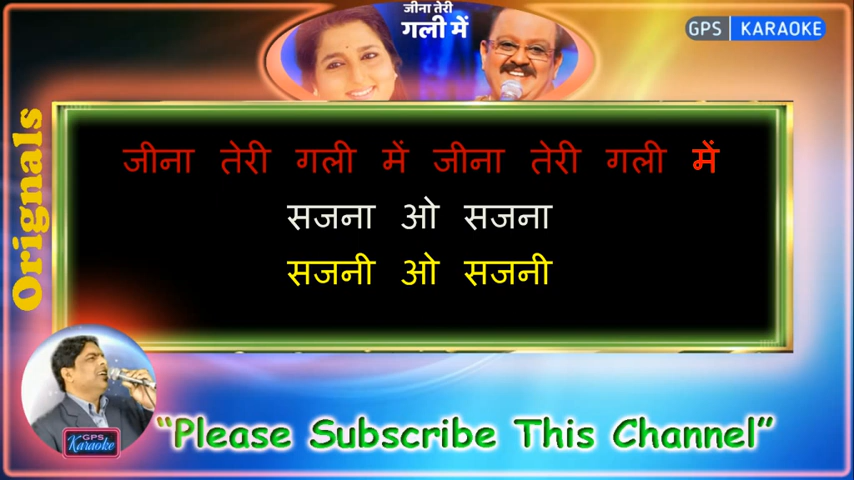 जीना तेरी
गली में
GPS | KARAOKE
Orignals
जीना तेरी गली में जीना तेरी गली में
सजना ओ सजना
सजनी ओ सजनी
GPS
Karaoke
“Please Subscribe This Channel”